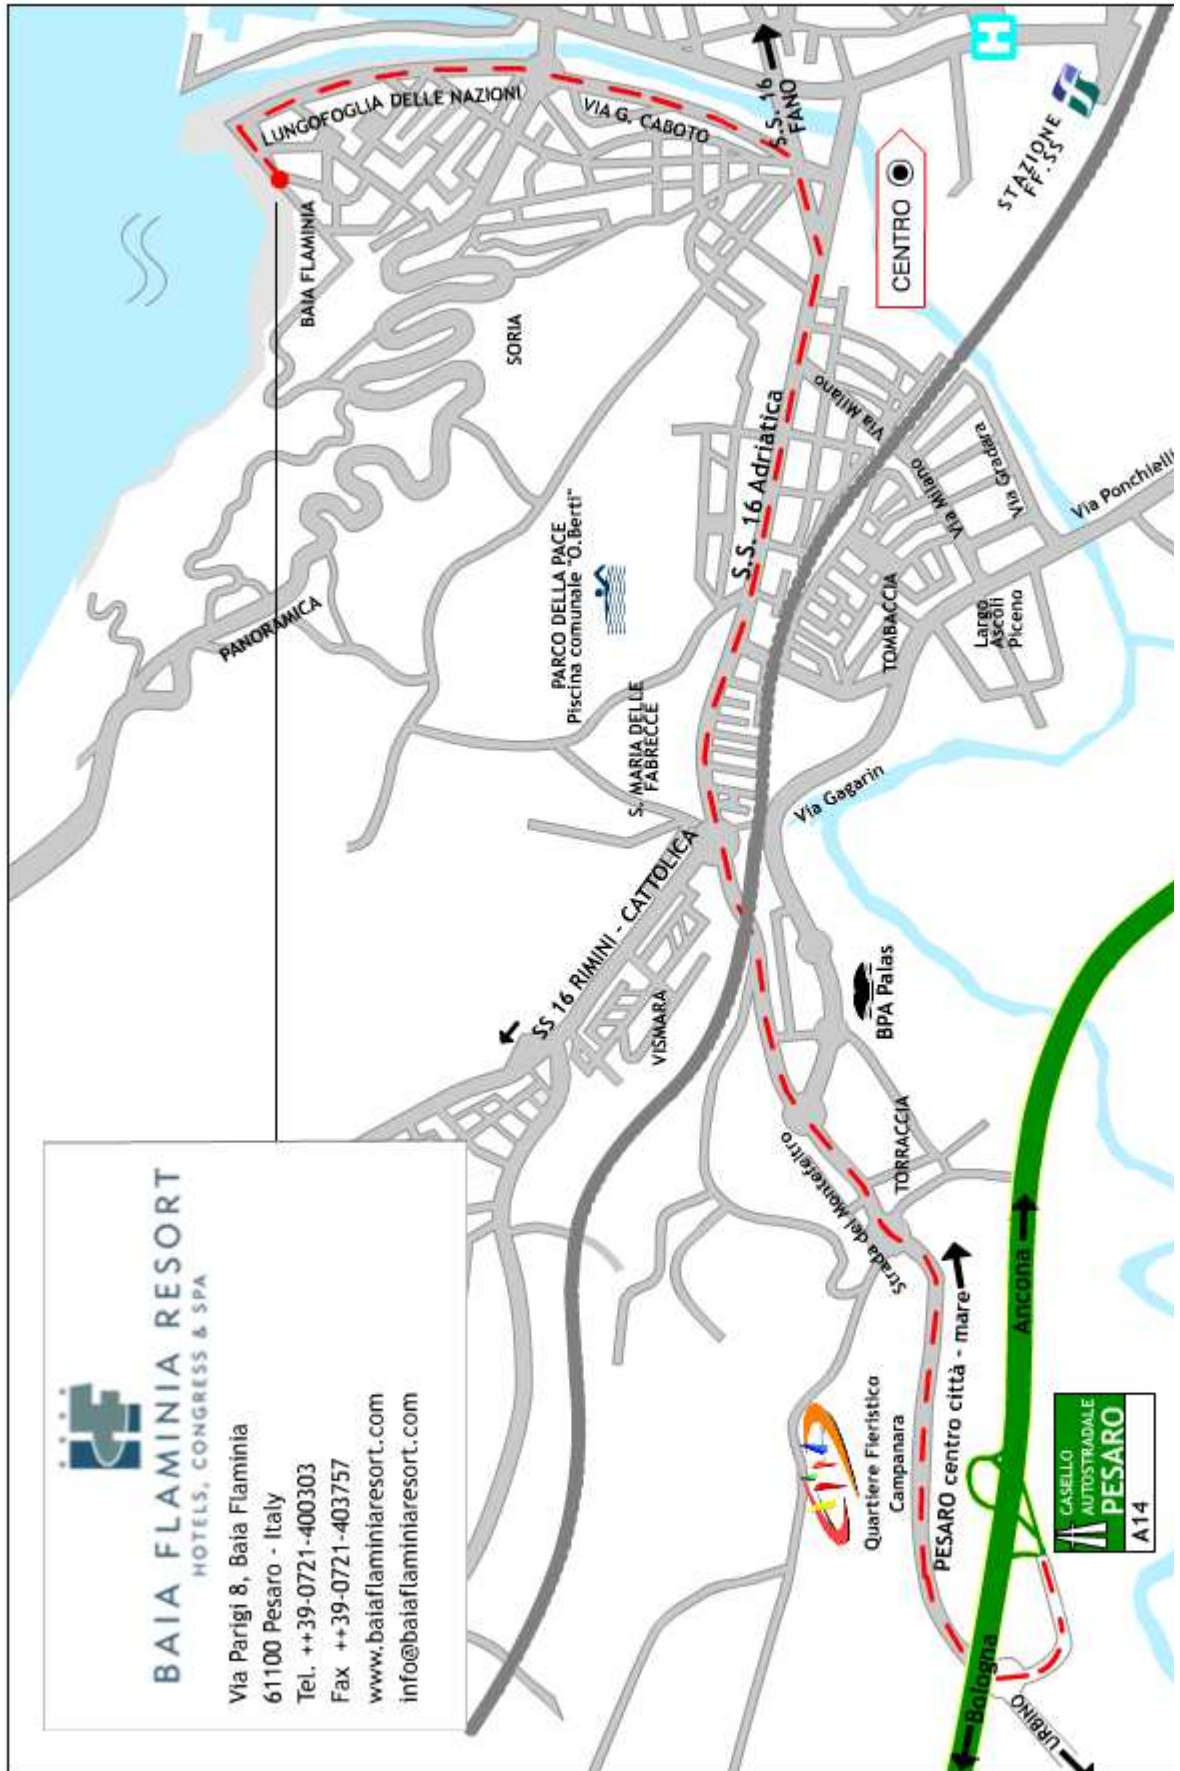 BAIA FLAMINIA RESORT
HOTELS, CONGRESS & SPA
Via Parigi 8, Baia Flaminia
61100 Pesaro - Italy
Tel. ++39-0721-400303
Fax ++39-0721-403757
www.baiaflaminiaresort.com
info@baiaflaminiaresort.com
BAIA FLAMINIA
LUNGOFOGLIA DELLE NAZIONI
VIA G. CABOTO
S.S. 16
FANO
H
STAZIONE
FF.SS
CENTRO
SORIA
PANORAMICA
PARCO DELLA PACE
Piscina comunale "O.Berti"
S. MARIA DELLE
FABRECCE
S.S. 16 Adriatica
Via Milano
Via Milano
Via Gradara
Via Ponchielli
Largo
Ascoli
Piceno
TOMBACCIA
Via Gagarin
SS 16 RIMINI - CATTOLICA
VISMARA
BPA Palas
TORRACCIA
Strada del Montefeltro
Quartiere Fieristico
Campanara
PESARO centro città - mare
Bologna
Ancona
URBINO
CASELLO
AUTOSTRADALE
PESARO
A14